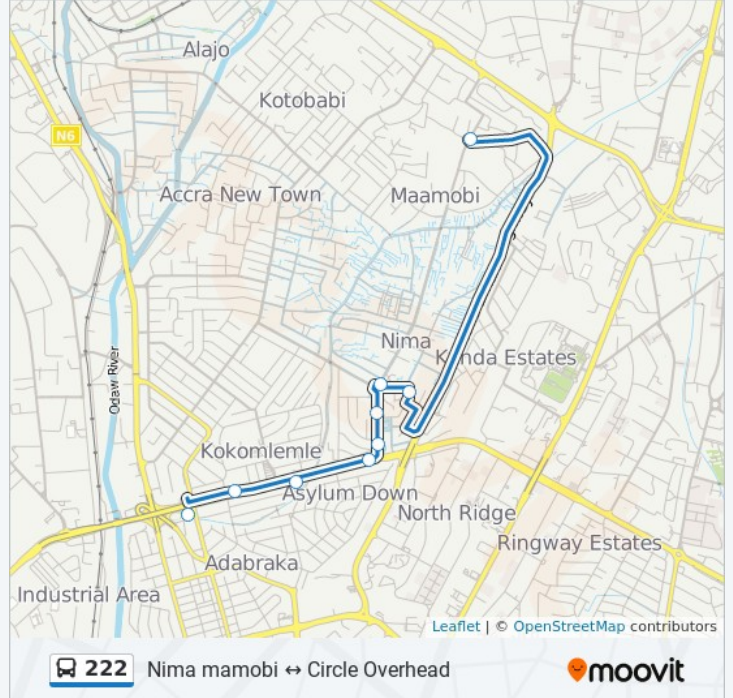 Alajo
Kotobabi
N6
Accra New Town
Maamobi
Nima
Kanda Estates
Odaw River
Kokomlemle
Asylum Down
North Ridge
Ringway Estates
Adabraka
Industrial Area
Leaflet | © OpenStreetMap contributors
222 Nima mamobi ↔ Circle Overhead
moovit